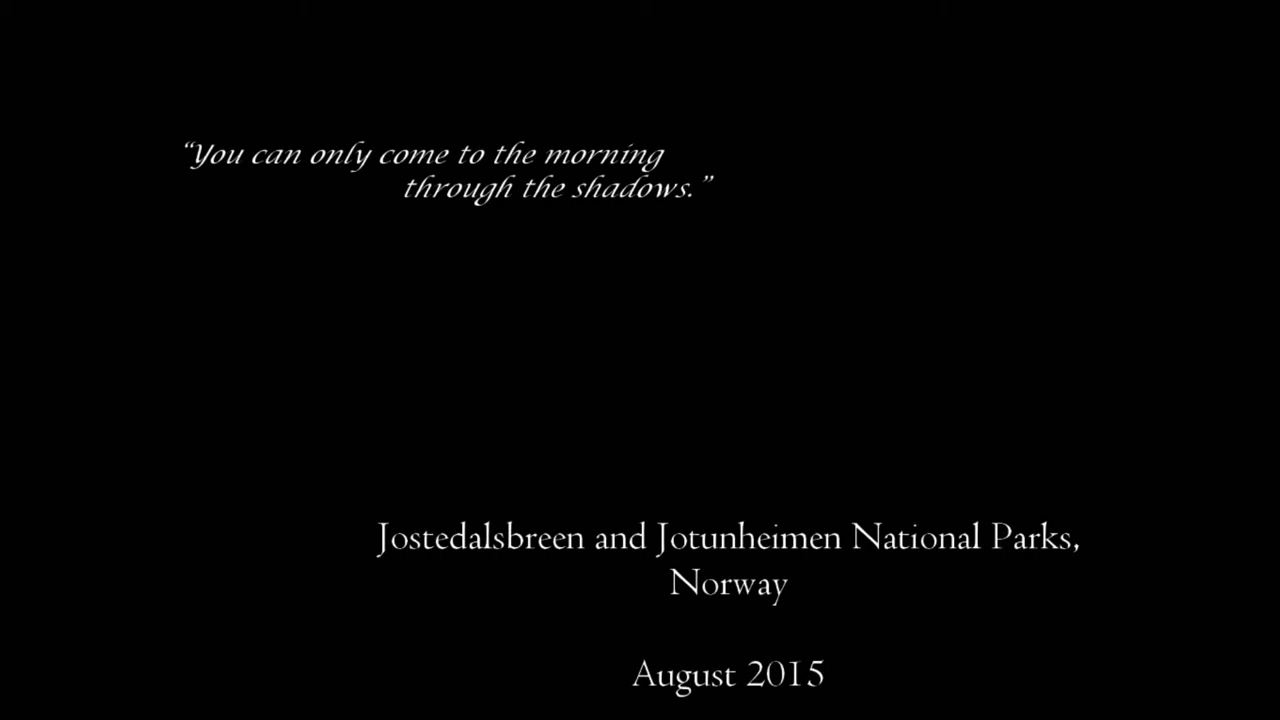 “You can only come to the morning
through the shadows.”
Jostedalsbreen and Jotunheimen National Parks,
Norway
August 2015